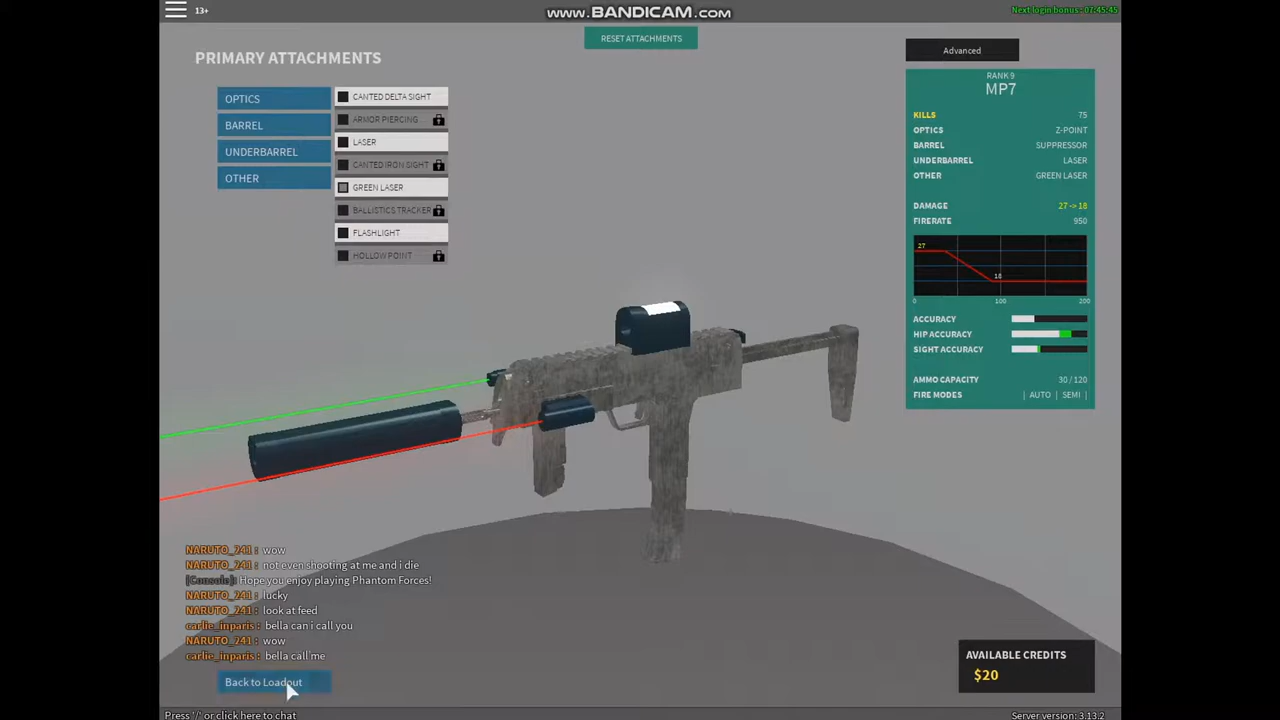 13+
www.BANDICAM.com
Next login bonus: 07:45:45
RESET ATTACHMENTS
PRIMARY ATTACHMENTS
OPTICS
BARREL
UNDERBARREL
OTHER
CANTED DELTA SIGHT
ARMOR PIERCING...
LASER
CANTED IRON SIGHT
GREEN LASER
BALLISTICS TRACKER
FLASHLIGHT
HOLLOW POINT
Advanced
RANK 9
MP7
KILLS 75
OPTICS Z-POINT
BARREL SUPPRESSOR
UNDERBARREL LASER
OTHER GREEN LASER
DAMAGE 27 -> 18
FIRERATE 950
27
18
0 100 200
ACCURACY
HIP ACCURACY
SIGHT ACCURACY
AMMO CAPACITY 30 / 120
FIRE MODES | AUTO | SEMI |
NARUTO_241 : wow
NARUTO_241 : not even shooting at me and i die
[Console]: Hope you enjoy playing Phantom Forces!
NARUTO_241 : lucky
NARUTO_241 : look at feed
carlie_inparis : bella can i call you
NARUTO_241 : wow
carlie_inparis : bella call me
Back to Loadout
AVAILABLE CREDITS
$20
Press '/' or click here to chat
Server version: 3.13.2